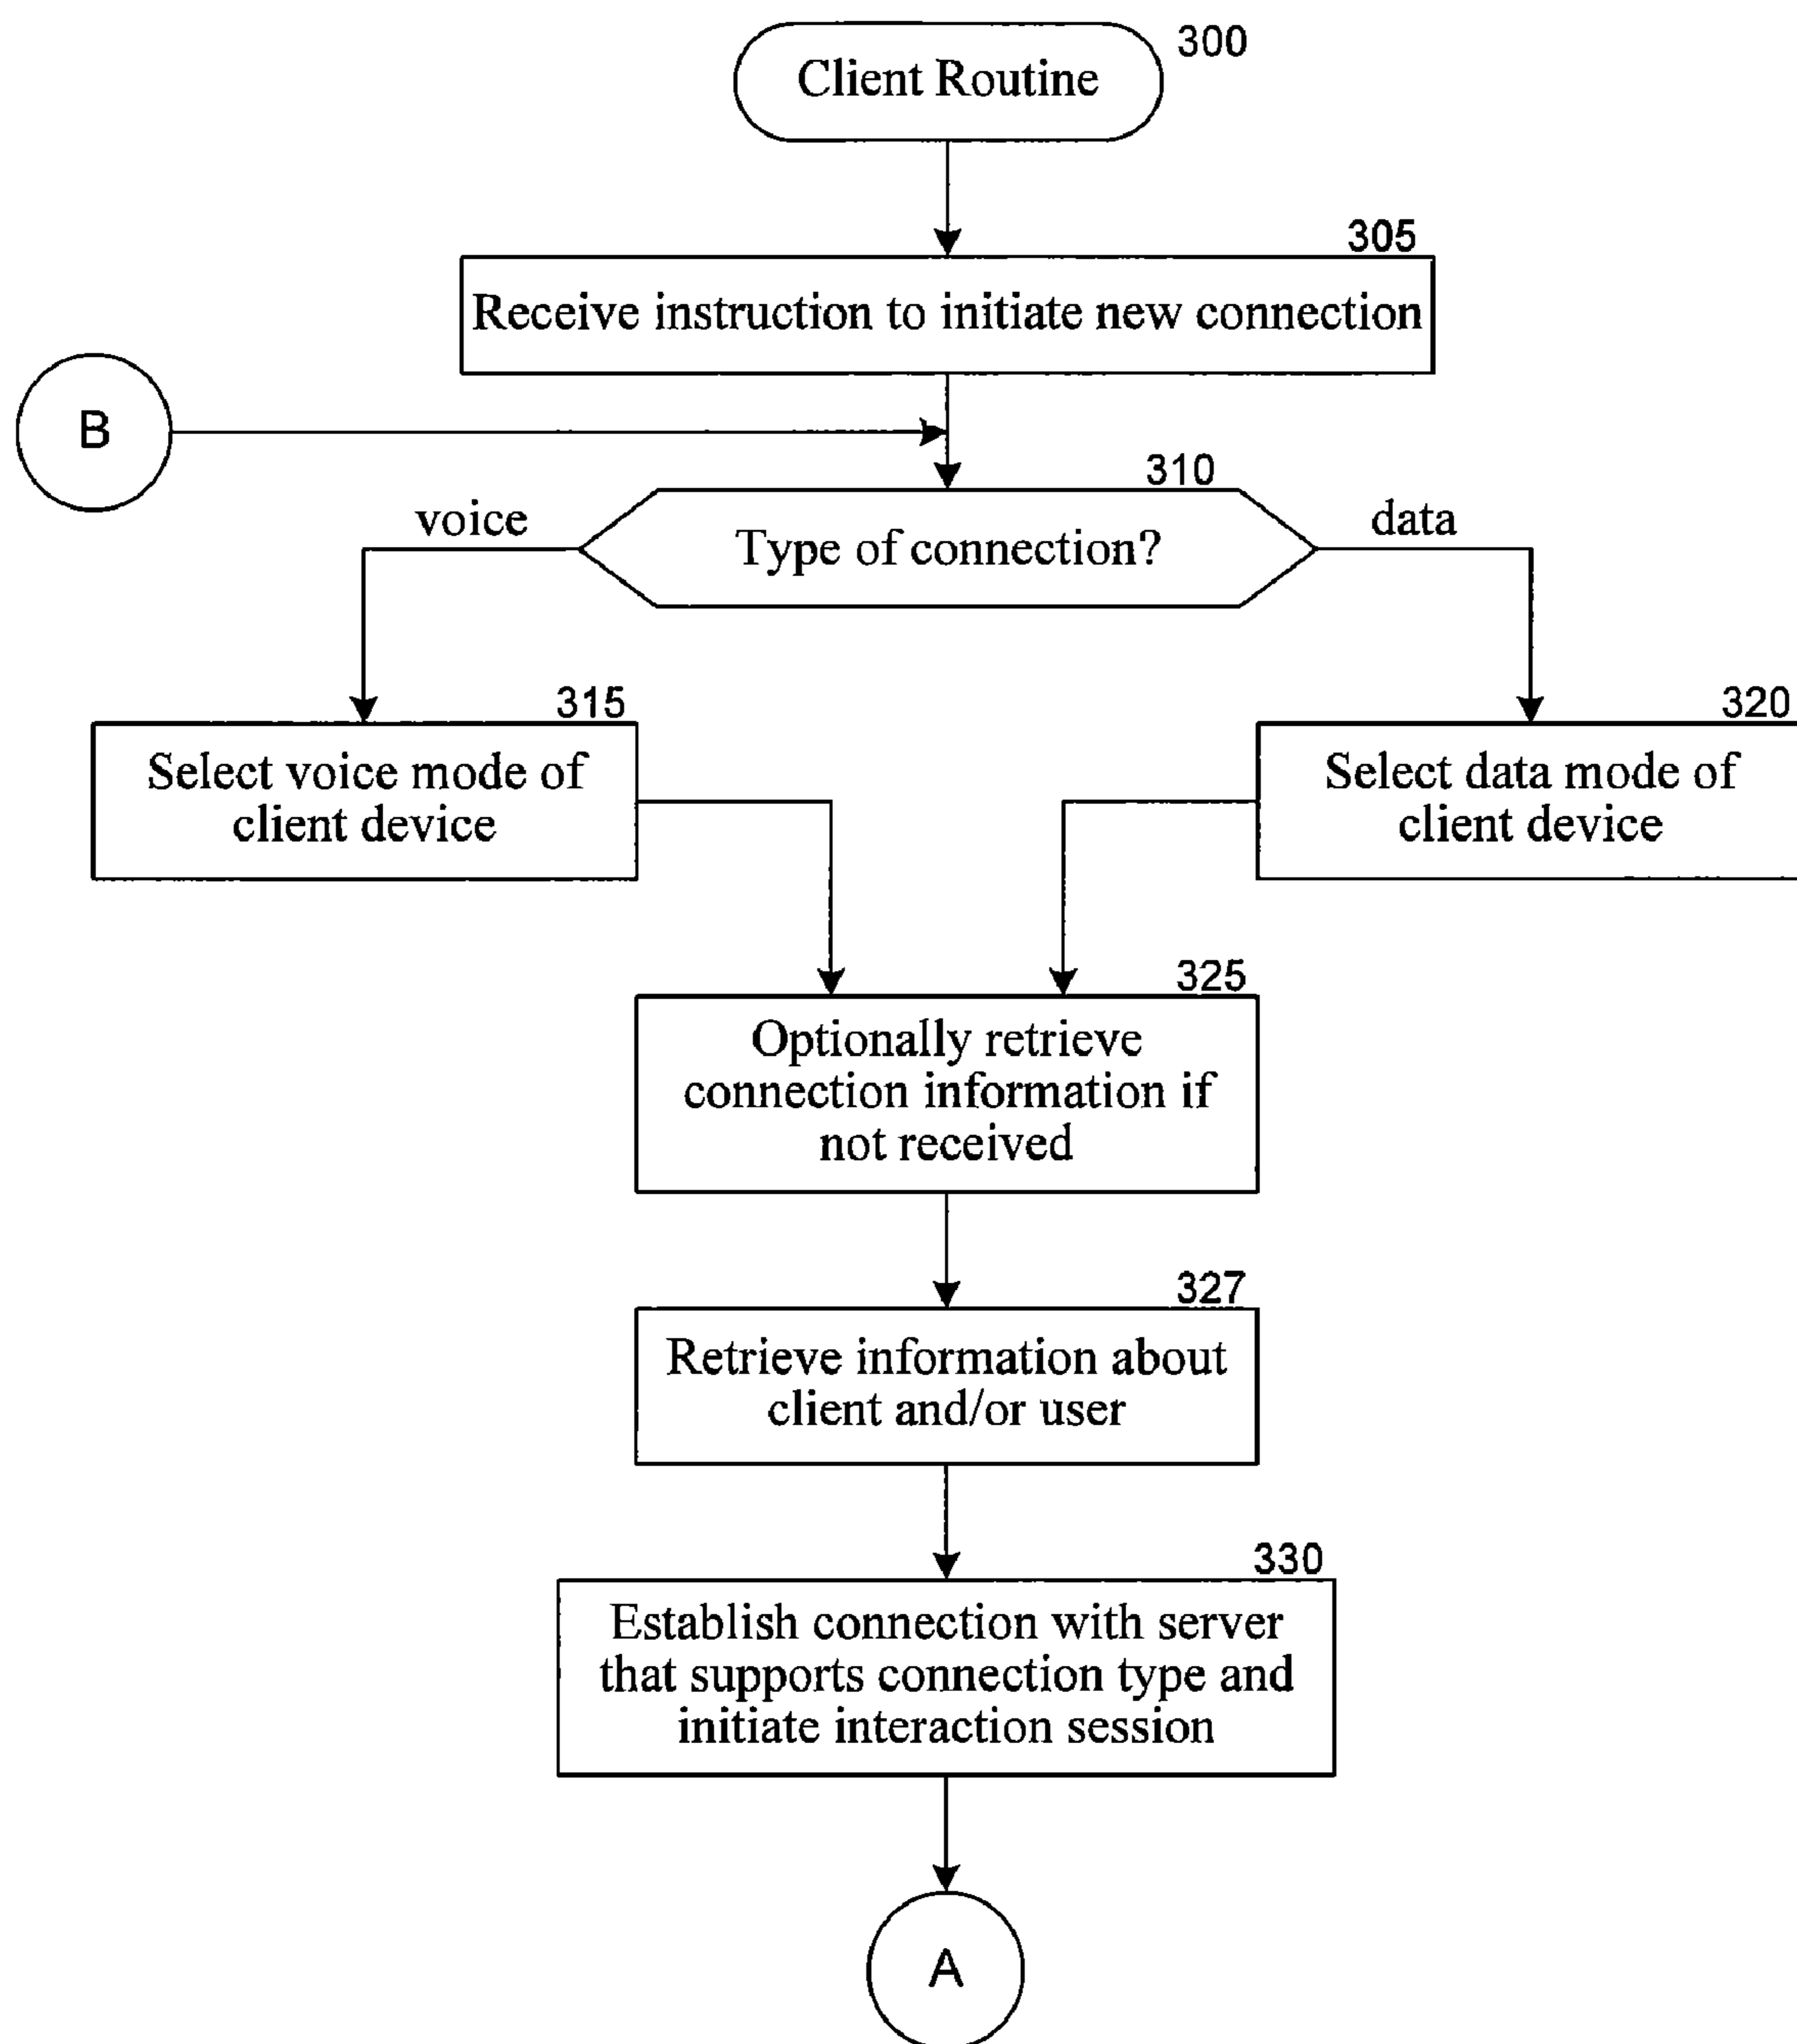 300
Client Routine
305
Receive instruction to initiate new connection
B
310
voice
Type of connection?
data
315
Select voice mode of
client device
320
Select data mode of
client device
325
Optionally retrieve
connection information if
not received
327
Retrieve information about
client and/or user
330
Establish connection with server
that supports connection type and
initiate interaction session
A